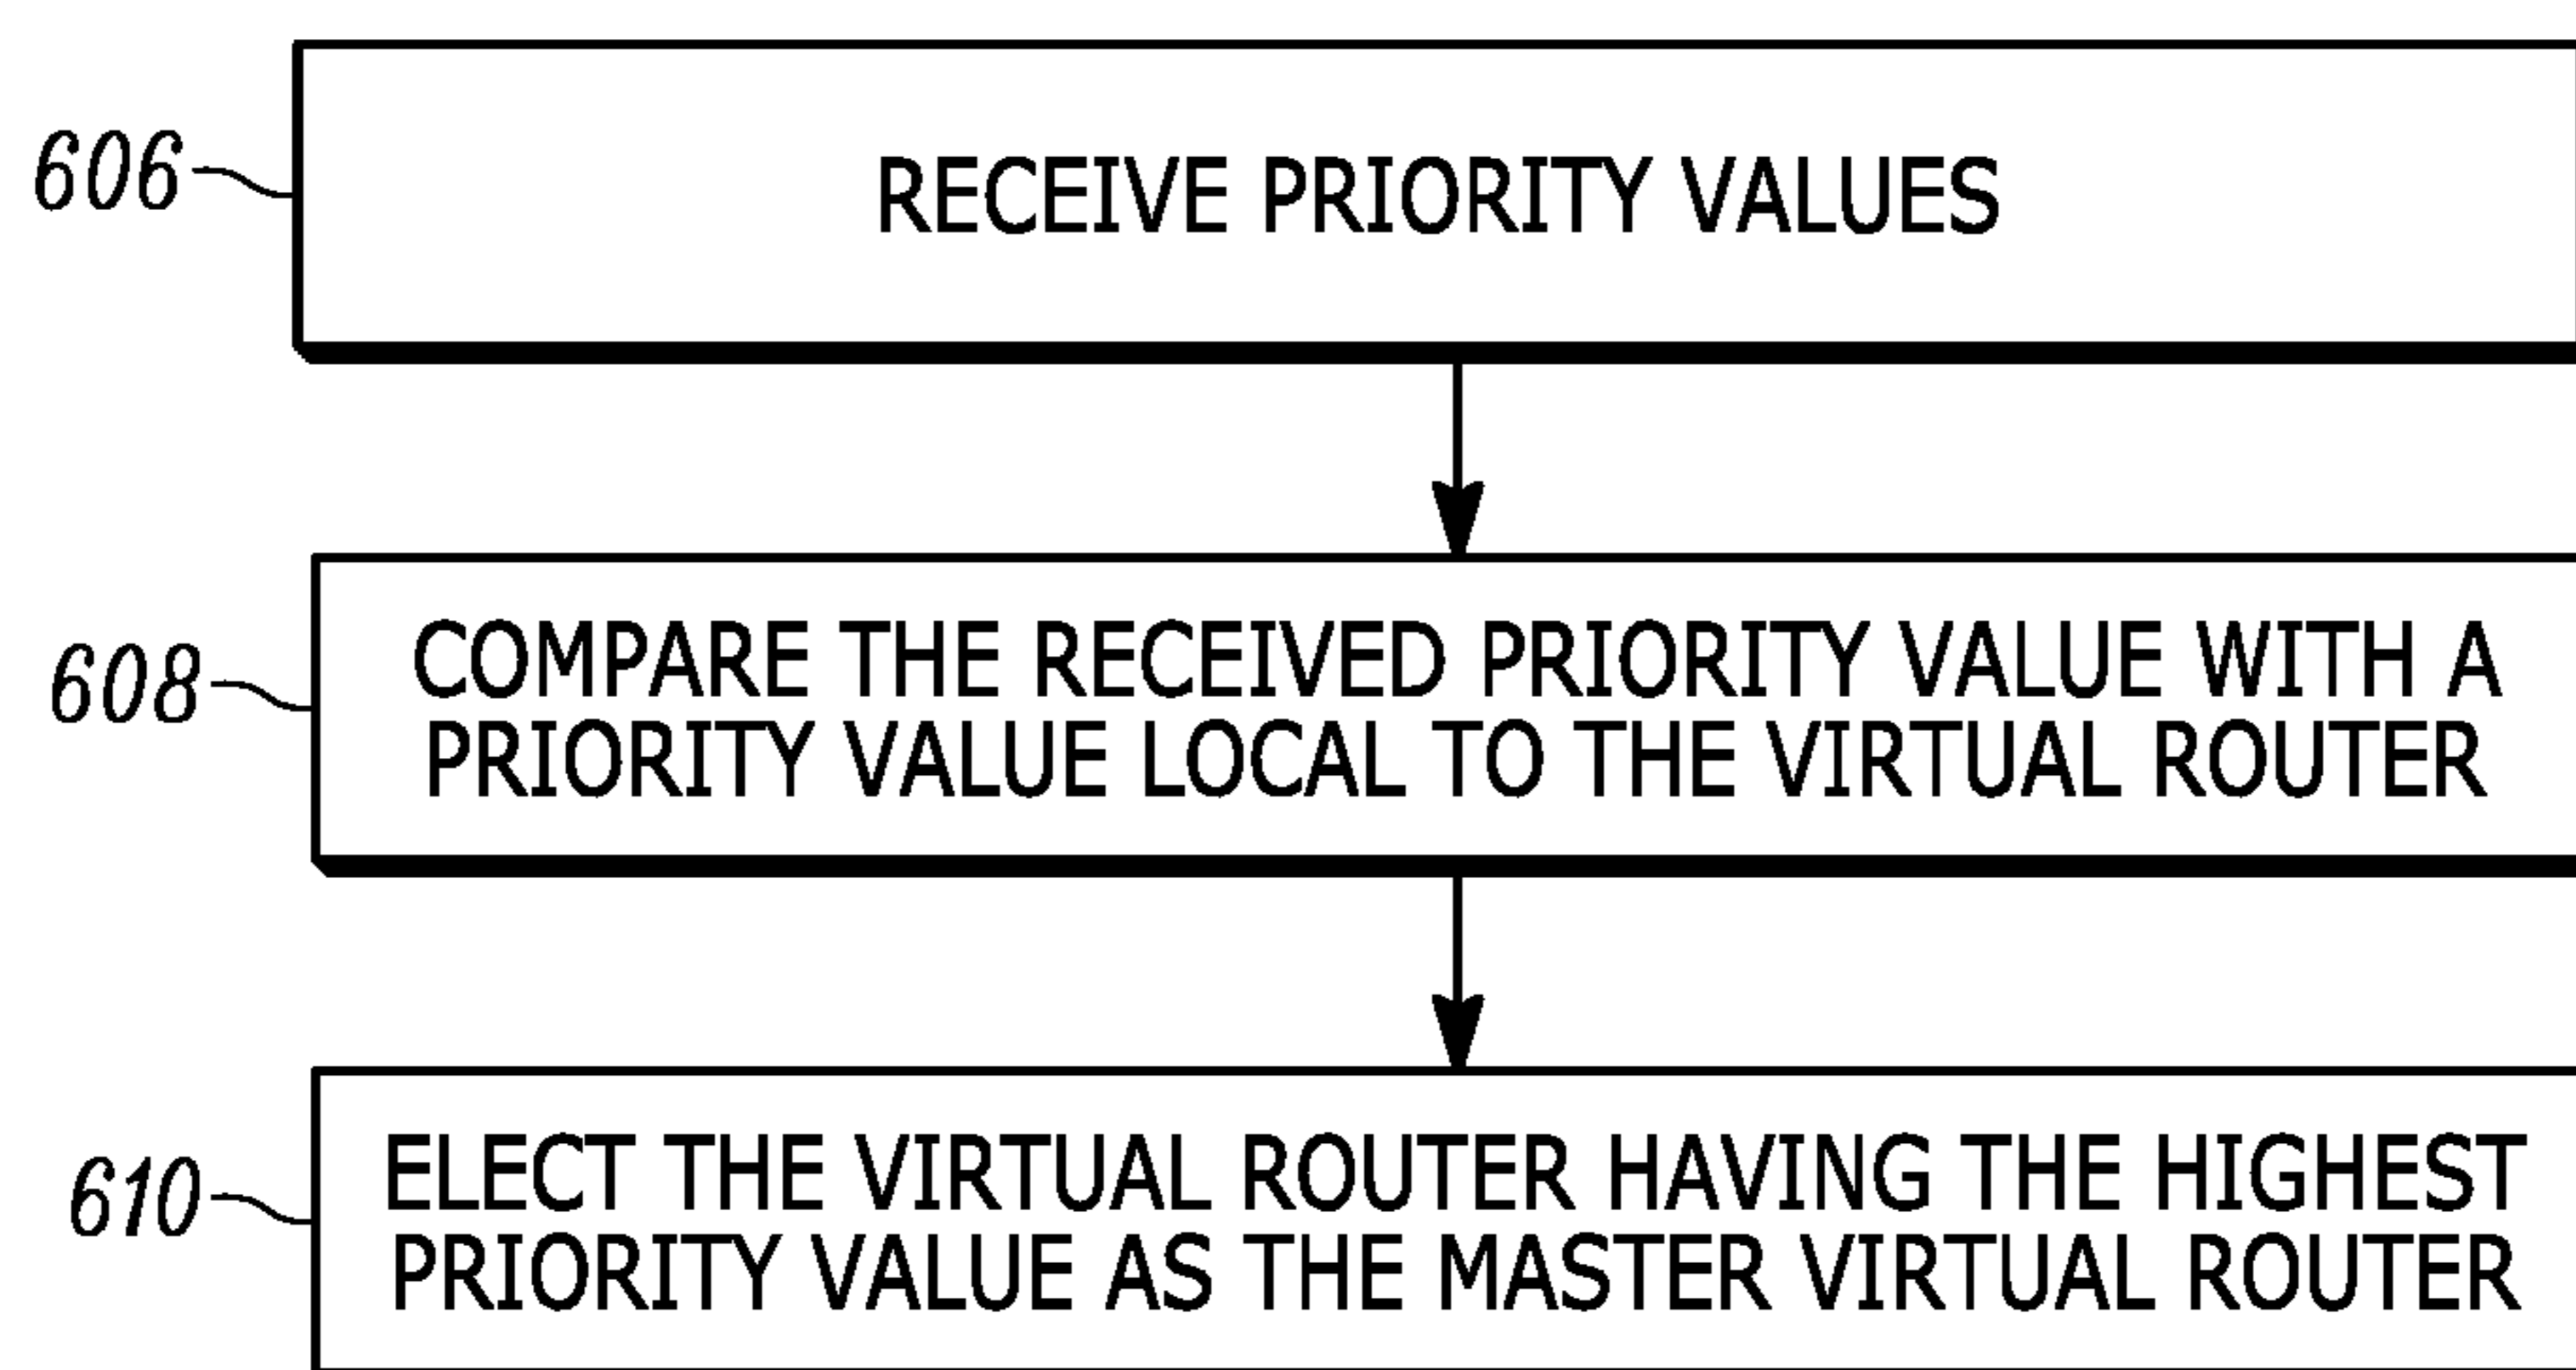 606
RECEIVE PRIORITY VALUES
608
COMPARE THE RECEIVED PRIORITY VALUE WITH A
PRIORITY VALUE LOCAL TO THE VIRTUAL ROUTER
610
ELECT THE VIRTUAL ROUTER HAVING THE HIGHEST
PRIORITY VALUE AS THE MASTER VIRTUAL ROUTER